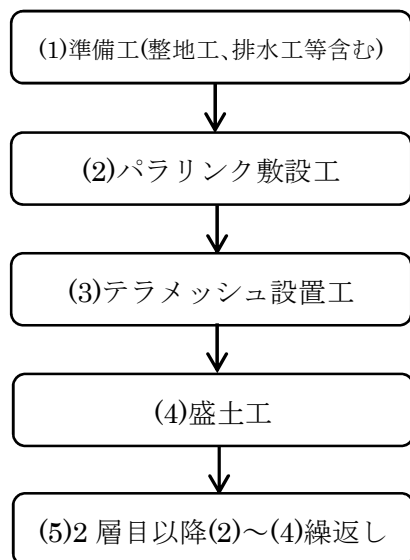 (1)準備工(整地工、排水工等含む)
(2)パラリンク敷設工
(3)テラメッシュ設置工
(4)盛土工
(5)2 層目以降(2)～(4)繰返し